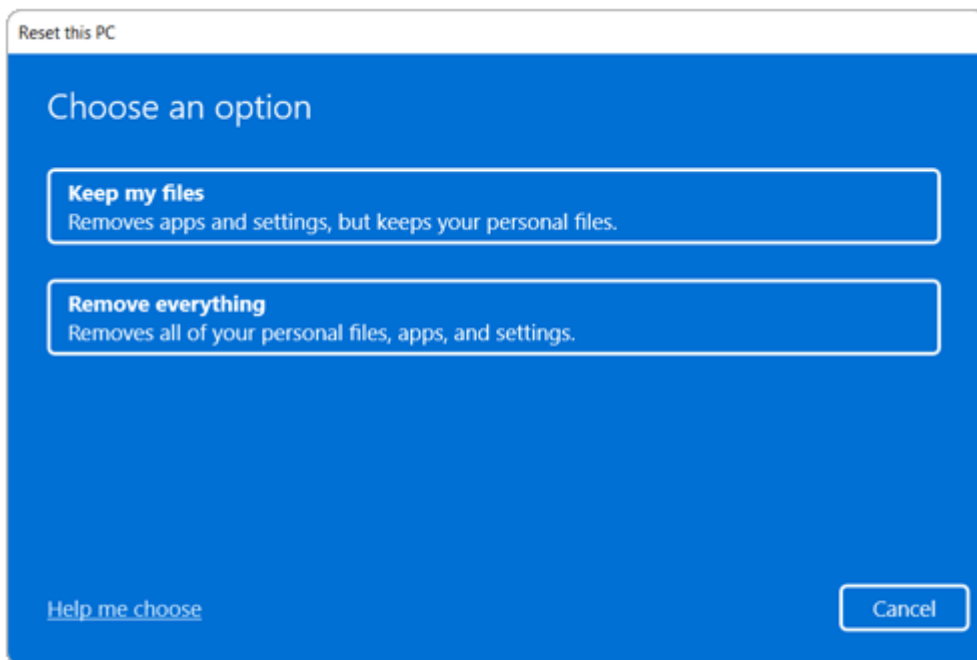 Reset this PC
Choose an option
Keep my files
Removes apps and settings, but keeps your personal files.
Remove everything
Removes all of your personal files, apps, and settings.
Help me choose
Cancel